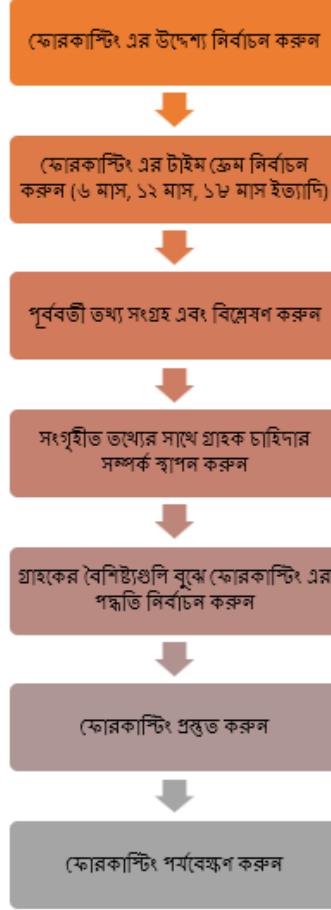 ফোরকাস্টিং এর উদ্দেশ্য নির্বাচন করুন
ফোরকাস্টিং এর টাইম ফ্রেম নির্বাচন
করুন (৬ মাস, ১২ মাস, ১৮ মাস ইত্যাদি)
পূর্ববর্তী তথ্য সংগ্রহ এবং বিশ্লেষণ করুন
সংগৃহীত তথ্যের সাথে গ্রাহক চাহিদার
সম্পর্ক স্থাপন করুন
গ্রাহকের বৈশিষ্ট্যগুলি বুঝে ফোরকাস্টিং এর
পদ্ধতি নির্বাচন করুন
ফোরকাস্টিং প্রস্তুত করুন
ফোরকাস্টিং পর্যবেক্ষণ করুন